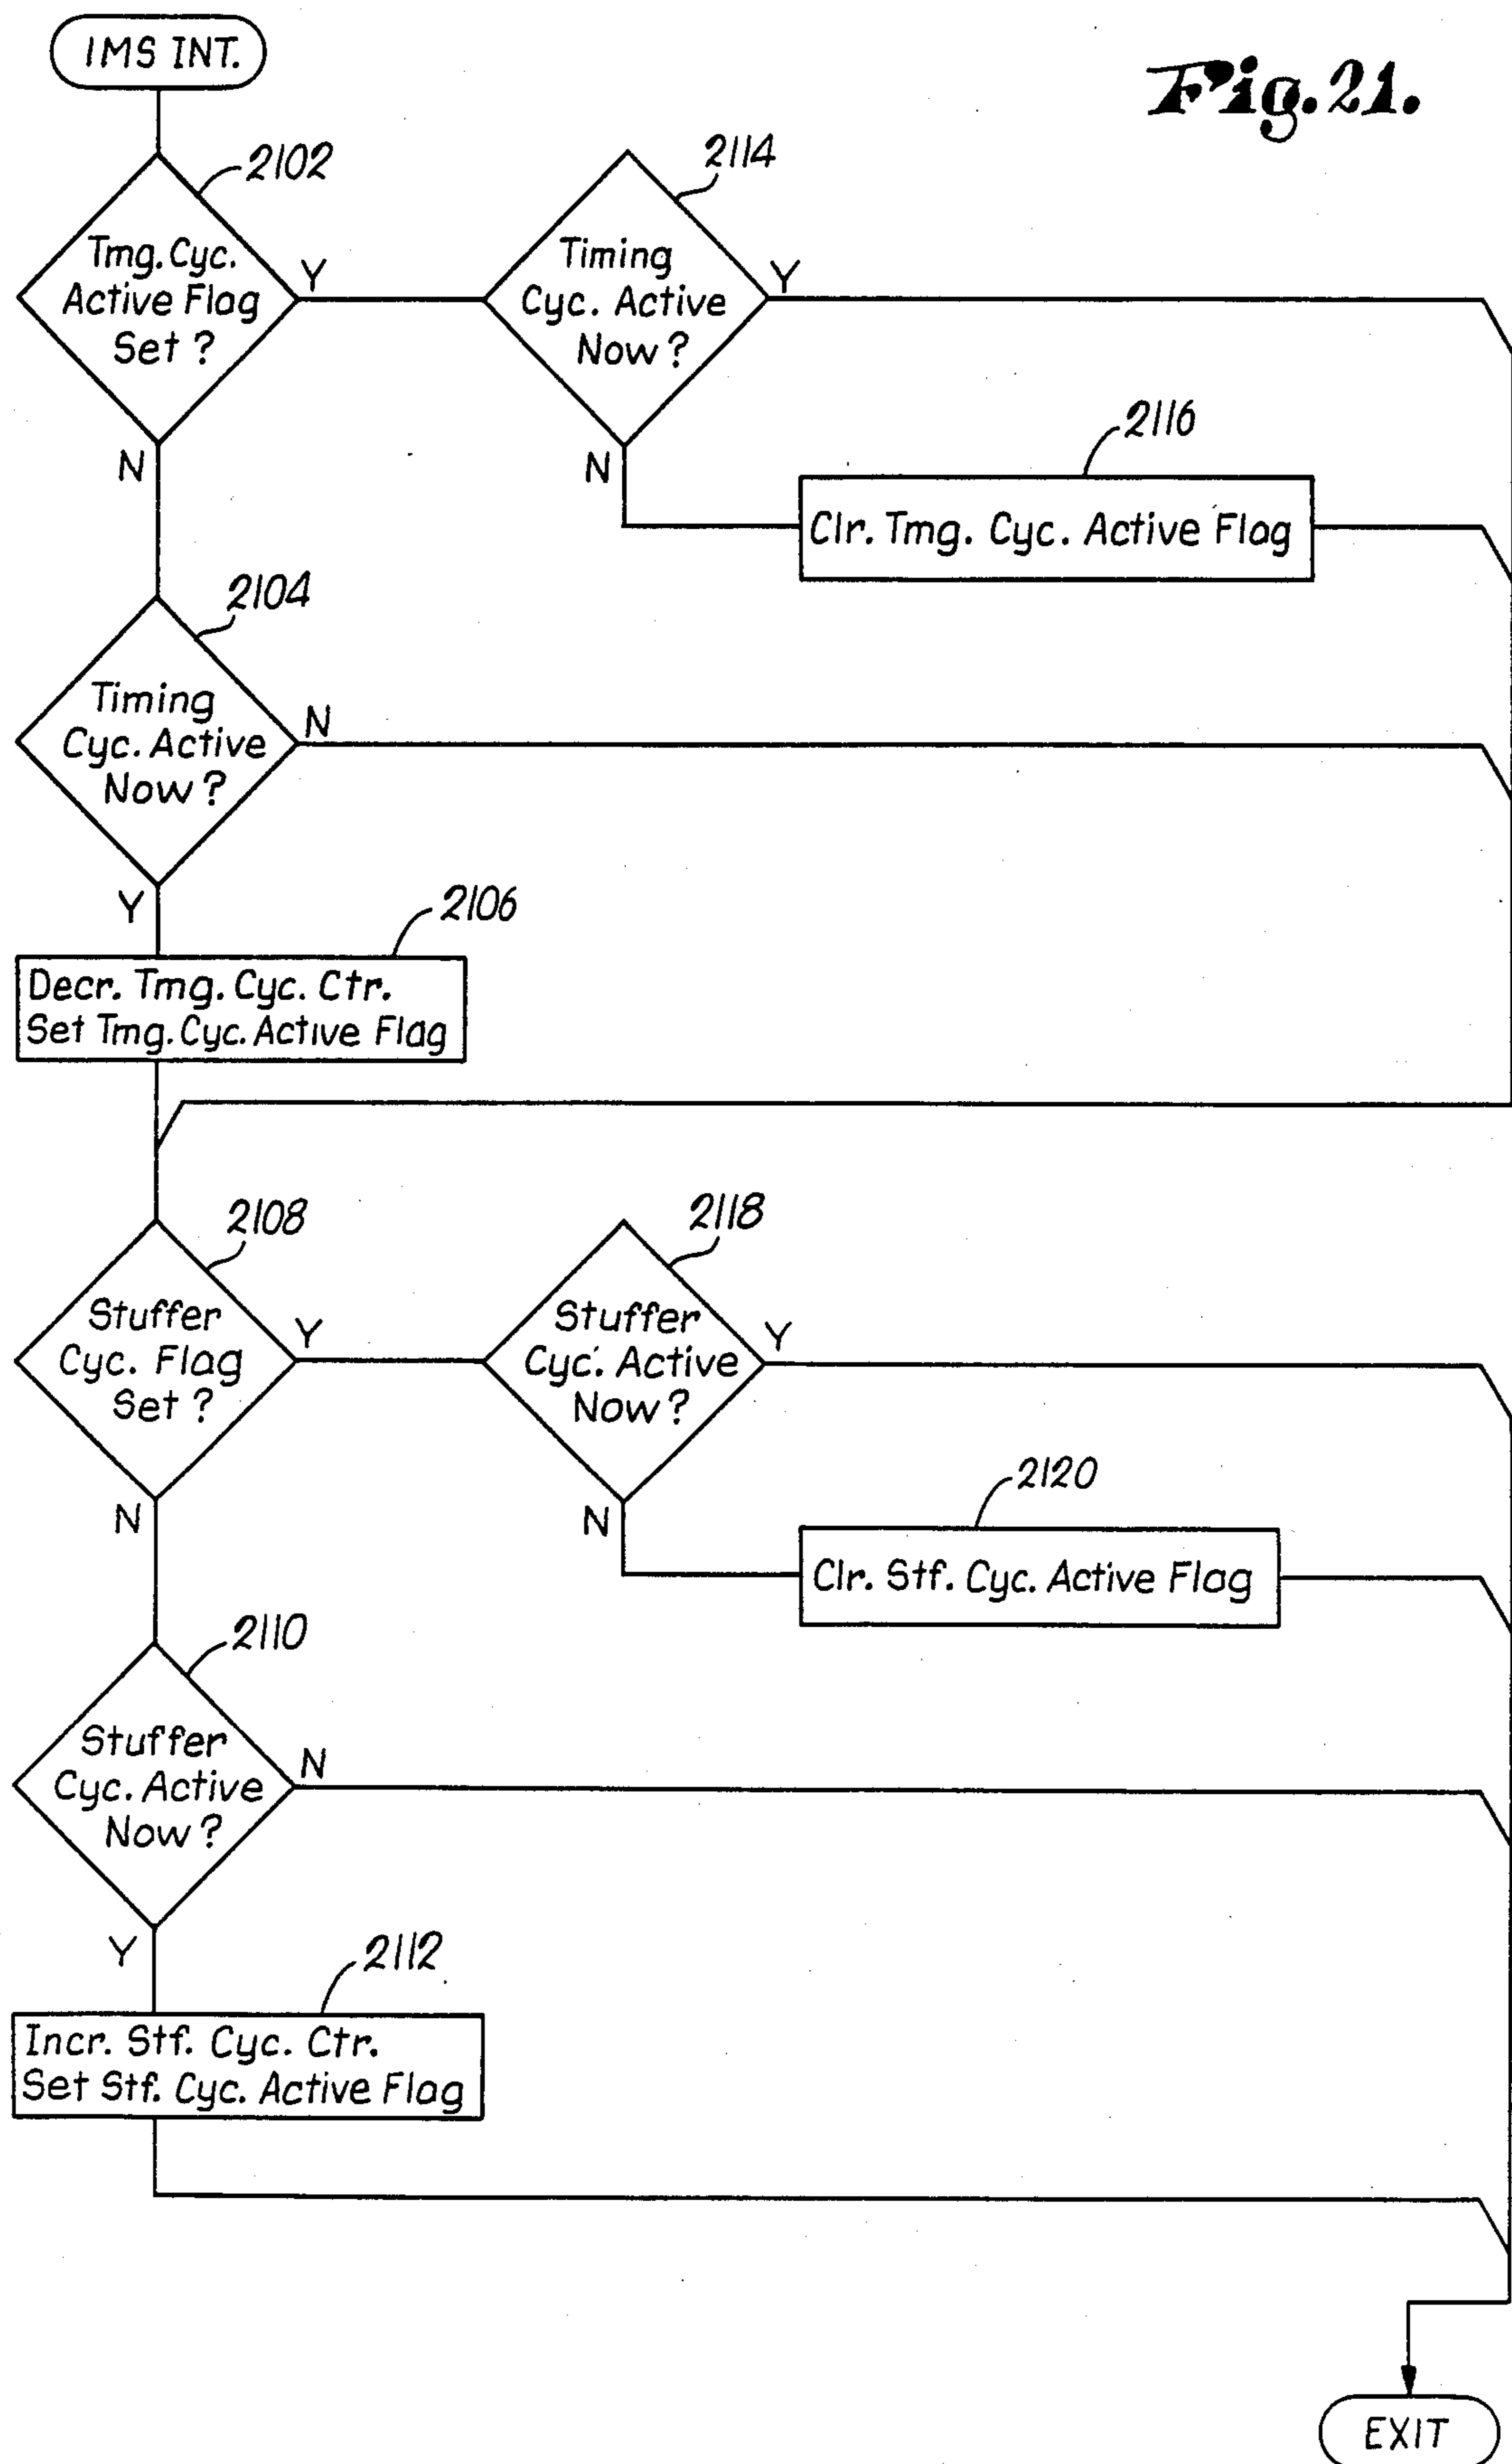 IMS INT.
Fig. 21.
2102
2114
Tmg. Cyc.
Active Flag
Set ?
Y
Timing
Cyc. Active
Now ?
Y
N
N
2116
Clr. Tmg. Cyc. Active Flag
2104
Timing
Cyc. Active
Now ?
N
Y
2106
Decr. Tmg. Cyc. Ctr.
Set Tmg. Cyc. Active Flag
2108
2118
Stuffer
Cyc. Flag
Set ?
Y
Stuffer
Cyc. Active
Now ?
Y
N
N
2120
Clr. Stf. Cyc. Active Flag
2110
Stuffer
Cyc. Active
Now ?
N
Y
2112
Incr. Stf. Cyc. Ctr.
Set Stf. Cyc. Active Flag
EXIT